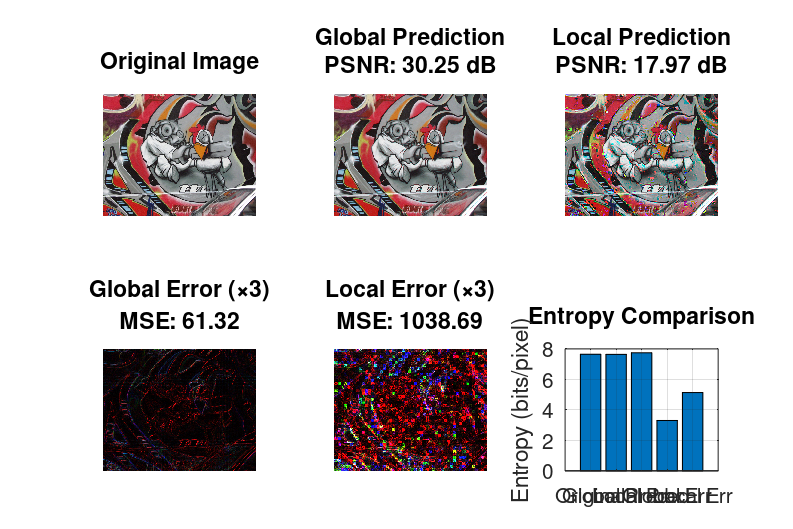 Original Image
Global Prediction
PSNR: 30.25 dB
Local Prediction
PSNR: 17.97 dB
Global Error (×3)
MSE: 61.32
Local Error (×3)
MSE: 1038.69
Entropy Comparison
Entropy (bits/pixel)
8
6
4
2
0